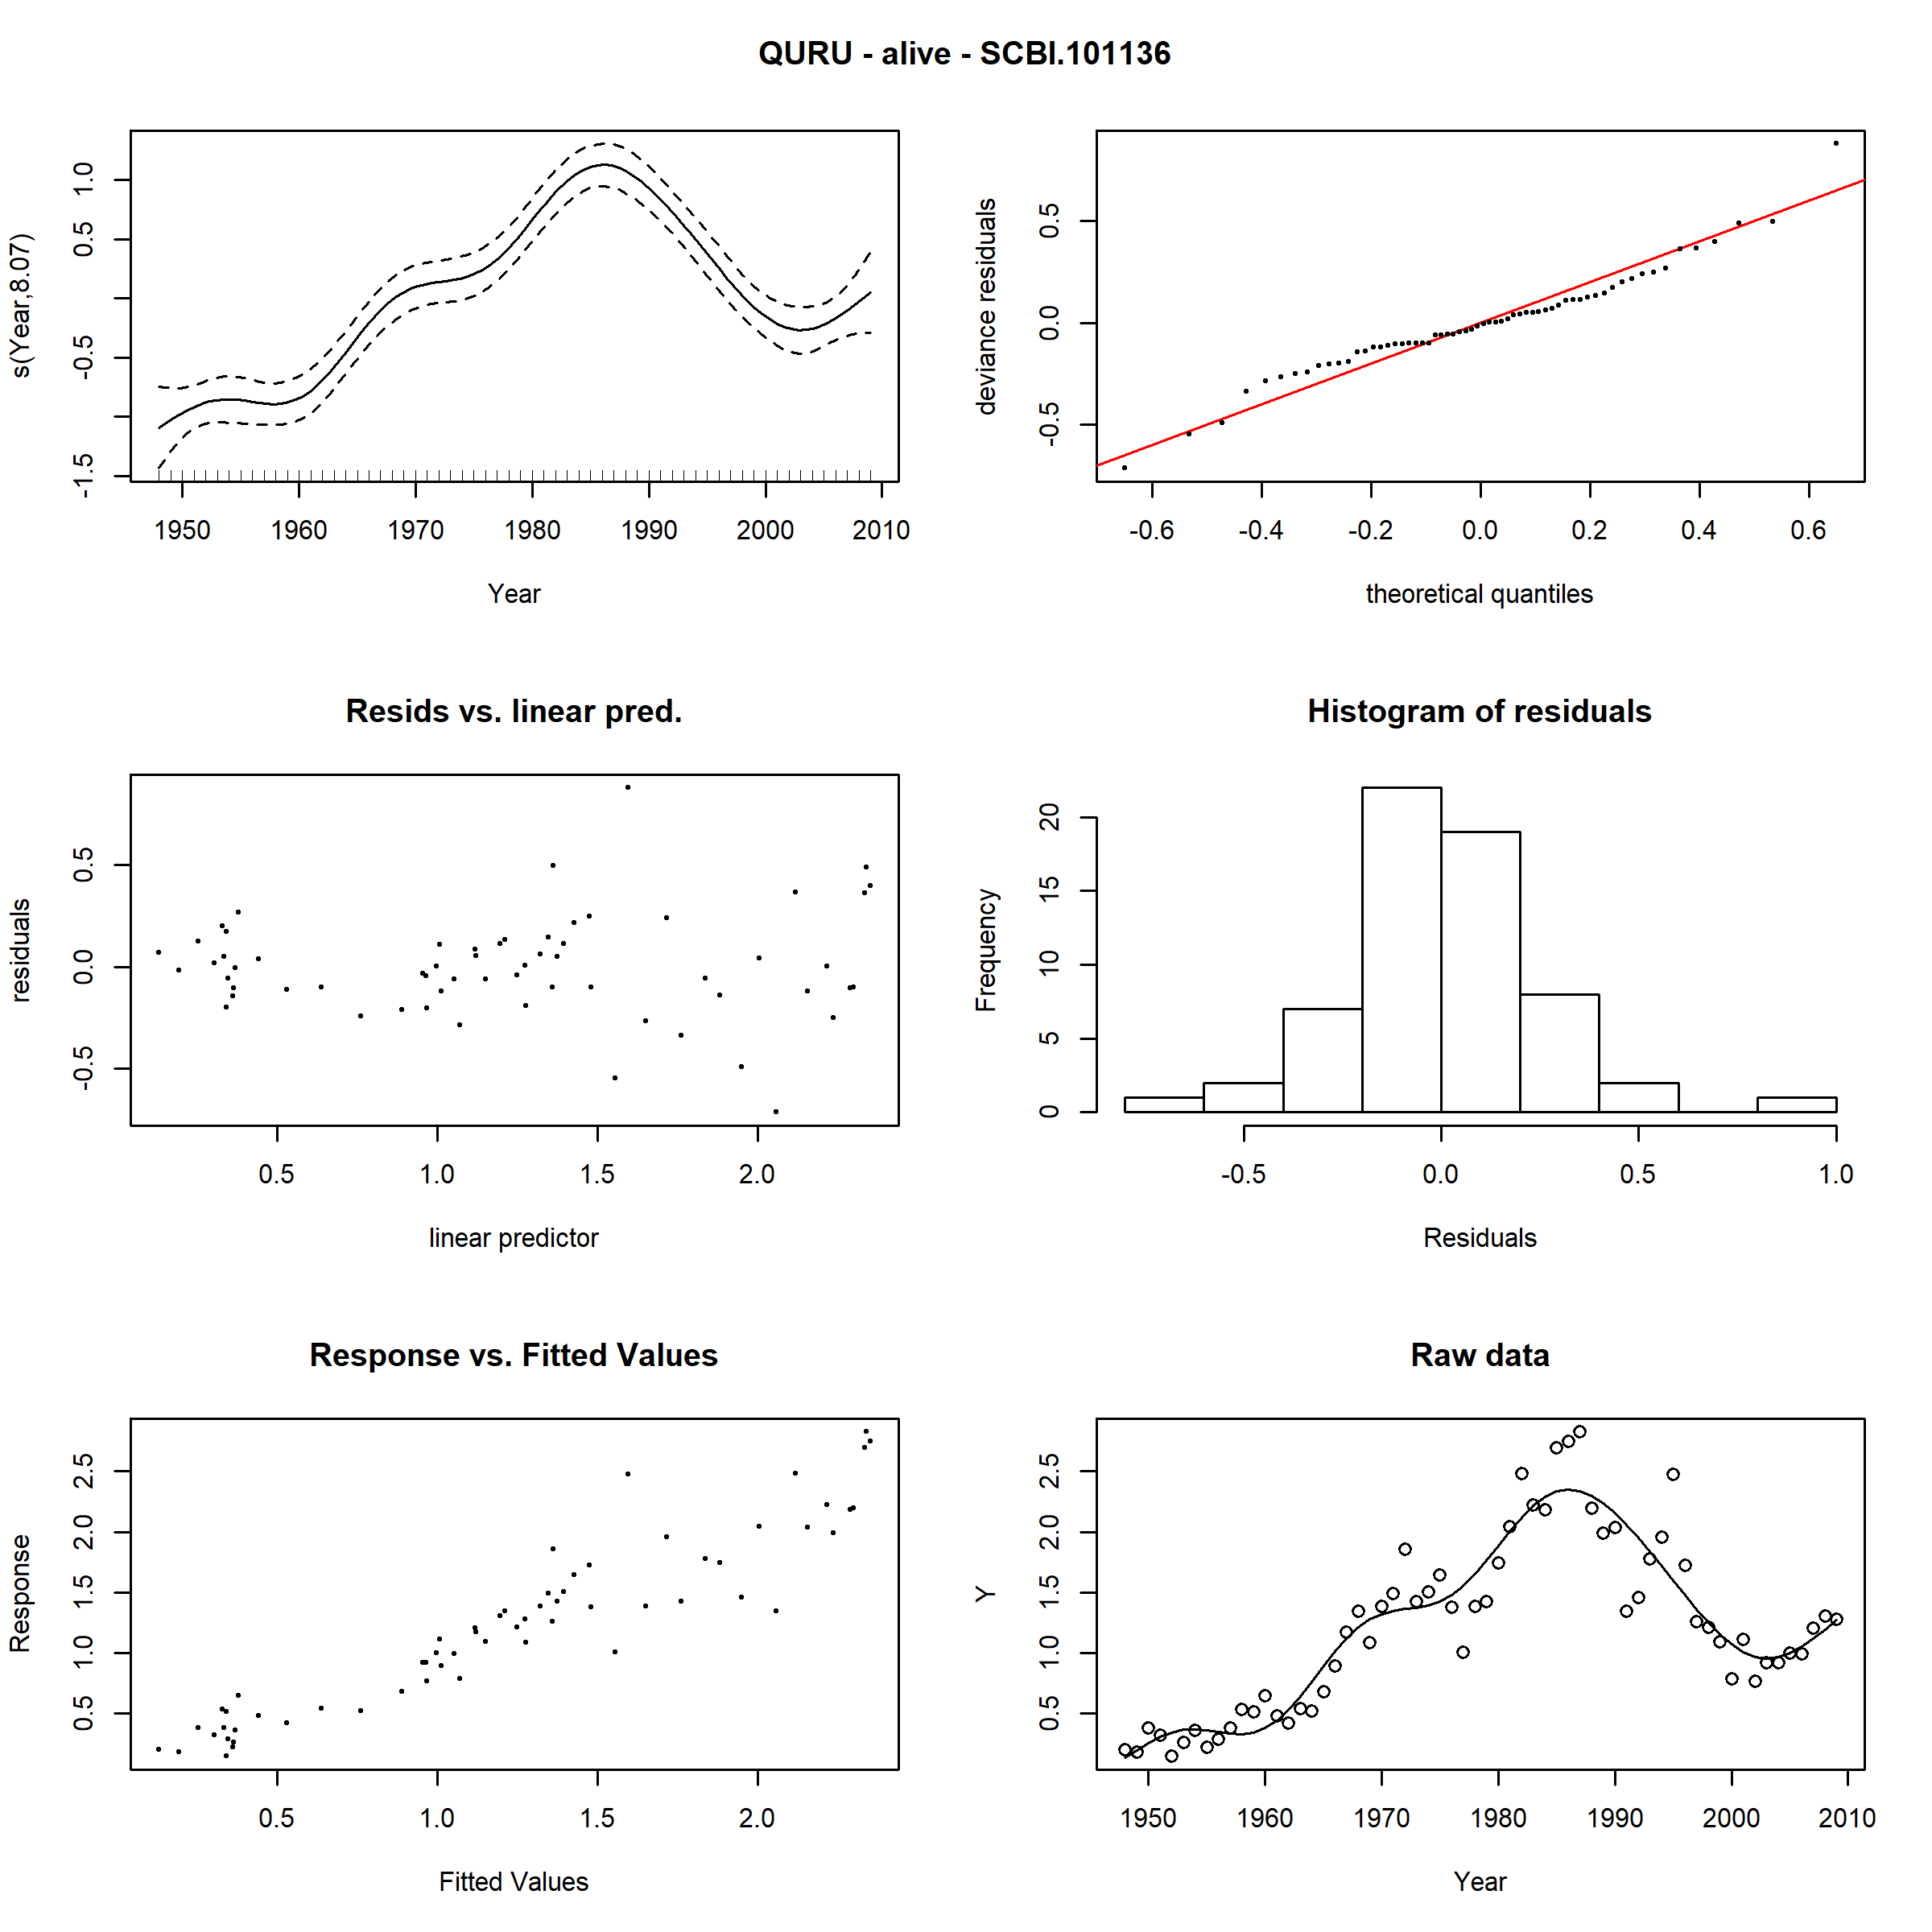 QURU - alive - SCBI.101136
s(Year,8.07)
-1.5 -0.5 0.5 1.0
1950 1960 1970 1980 1990 2000 2010
Year
deviance residuals
-0.5 0.0 0.5
-0.6 -0.4 -0.2 0.0 0.2 0.4 0.6
theoretical quantiles
Resids vs. linear pred.
residuals
-0.5 0.0 0.5
0.5 1.0 1.5 2.0
linear predictor
Histogram of residuals
Frequency
0 5 10 15 20
-0.5 0.0 0.5 1.0
Residuals
Response vs. Fitted Values
Response
0.5 1.0 1.5 2.0 2.5
0.5 1.0 1.5 2.0
Fitted Values
Raw data
Y
0.5 1.0 1.5 2.0 2.5
1950 1960 1970 1980 1990 2000 2010
Year